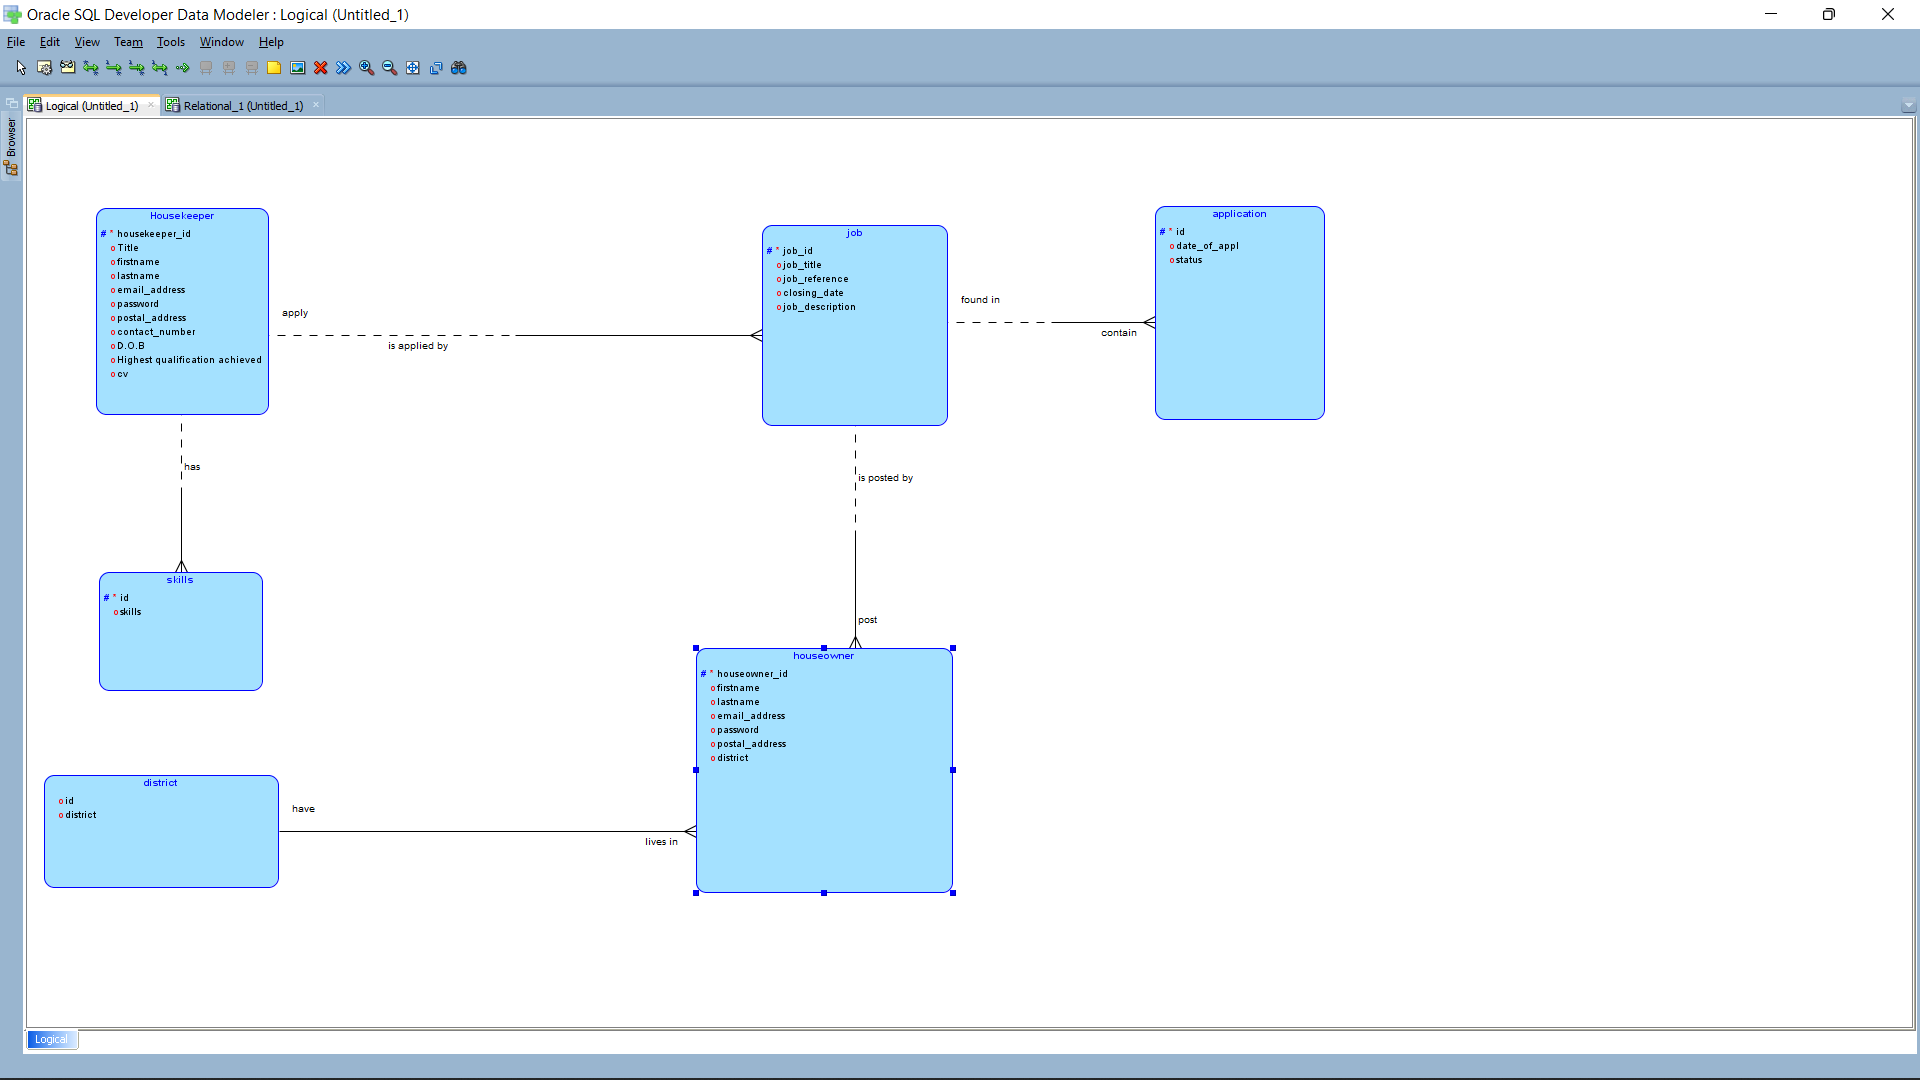 Oracle SQL Developer Data Modeler : Logical (Untitled_1)
File Edit View Team Tools Window Help
Logical (Untitled_1) Relational_1 (Untitled_1)
Browser
Housekeeper
# * housekeeper_id
o Title
o firstname
o lastname
o email_address
o password
o postal_address
o contact_number
o D.O.B
o Highest qualification achieved
o cv
apply
is applied by
job
# * job_id
o job_title
o job_reference
o closing_date
o job_description
found in
contain
application
# * id
o date_of_appl
o status
has
is posted by
post
skills
# * id
o skills
houseowner
# * houseowner_id
o firstname
o lastname
o email_address
o password
o postal_address
o district
district
o id
o district
have
lives in
Logical